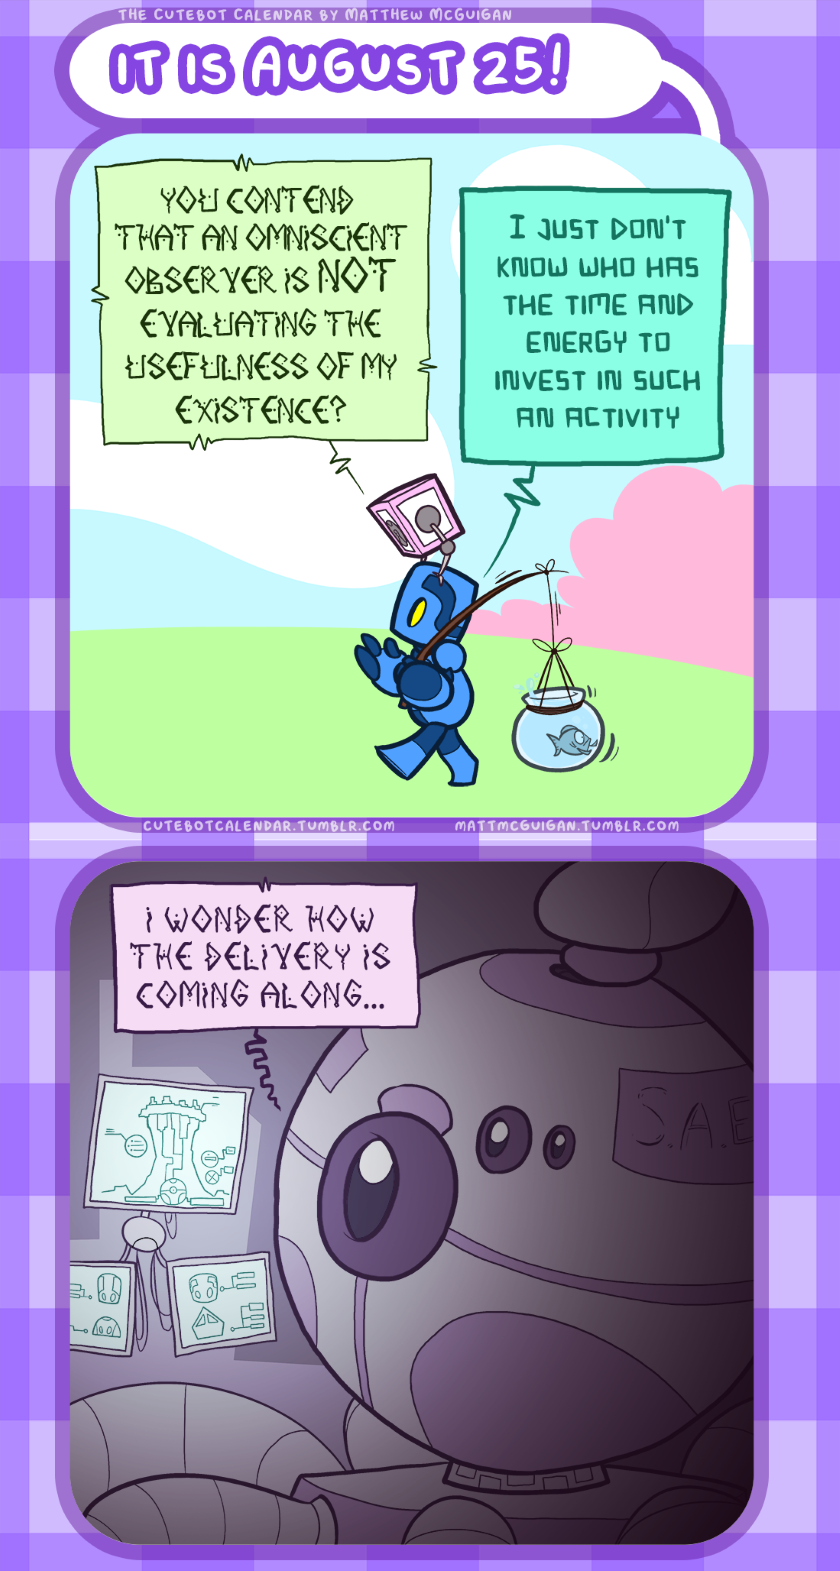 THE CUTEBOT CALENDAR BY MATTHEW MCGUIGAN
IT IS AUGUST 25!
YOU CONTEND
THAT AN OMNISCIENT
OBSERVER IS NOT
EVALUATING THE
USEFULNESS OF MY
EXISTENCE?
I JUST DON'T
KNOW WHO HAS
THE TIME AND
ENERGY TO
INVEST IN SUCH
AN ACTIVITY
CUTEBOTCALENDAR.TUMBLR.COM
MATTMCGUIGAN.TUMBLR.COM
I WONDER HOW
THE DELIVERY IS
COMING ALONG...
S.A.E